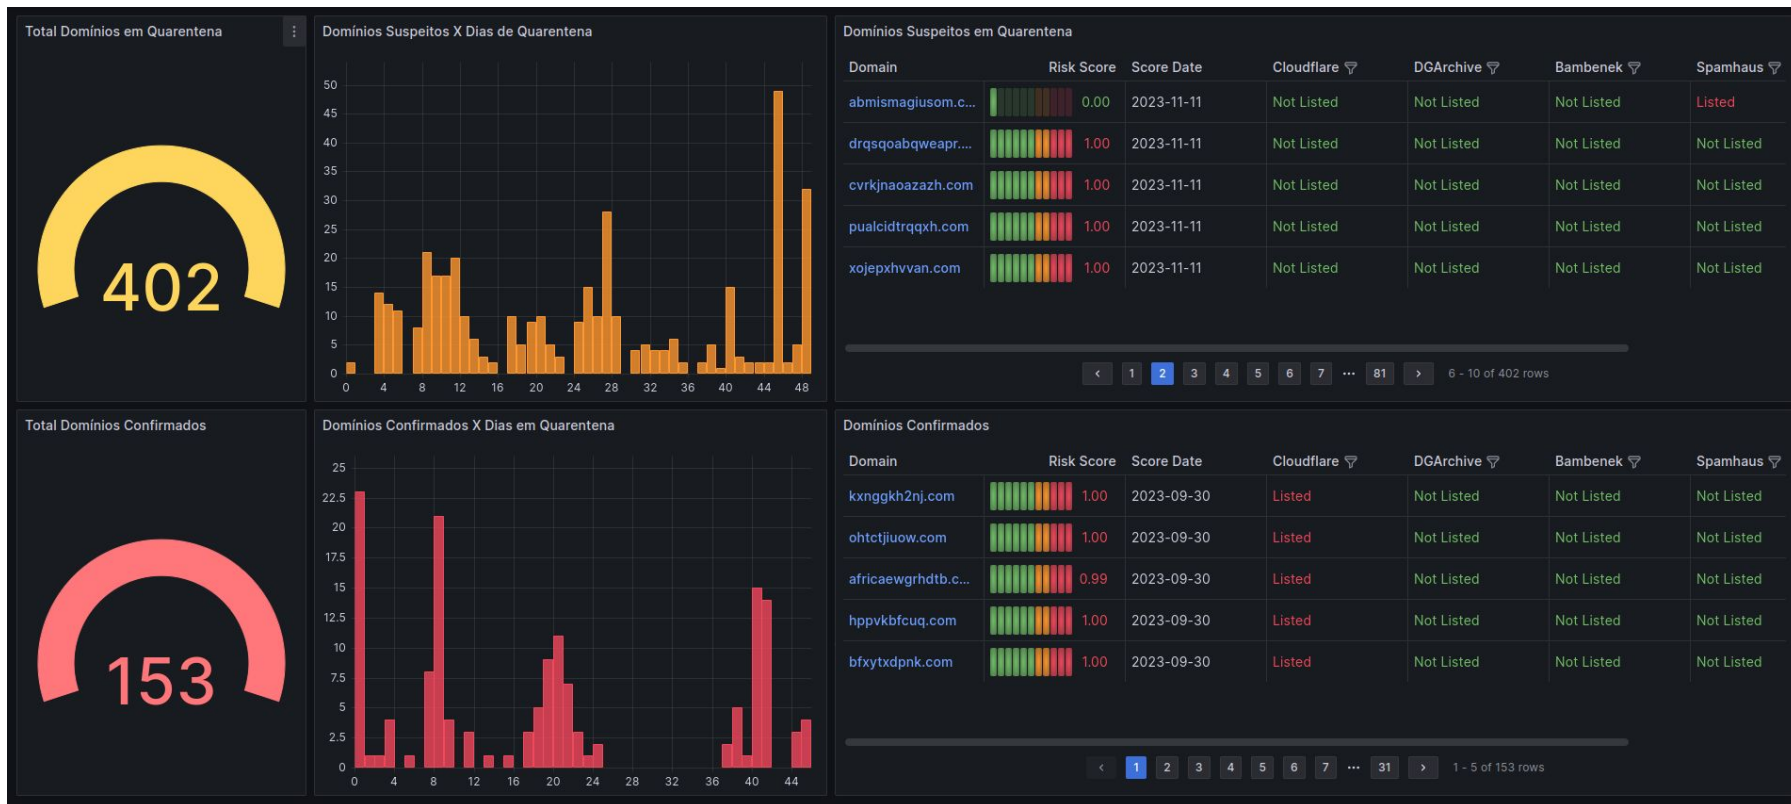 Total Domínios em Quarentena
402
Domínios Suspeitos X Dias de Quarentena
50
45
40
35
30
25
20
15
10
5
0
0 4 8 12 16 20 24 28 32 36 40 44 48
Domínios Suspeitos em Quarentena
Domain Risk Score Score Date Cloudflare DGArchive Bambenek Spamhaus
abmismagiusom.c... 0.00 2023-11-11 Not Listed Not Listed Not Listed Listed
drqsqoabqweapr.... 1.00 2023-11-11 Not Listed Not Listed Not Listed Not Listed
cvrkjnaoazazh.com 1.00 2023-11-11 Not Listed Not Listed Not Listed Not Listed
pualcidtrqqxh.com 1.00 2023-11-11 Not Listed Not Listed Not Listed Not Listed
xojepxhvvan.com 1.00 2023-11-11 Not Listed Not Listed Not Listed Not Listed
< 1 2 3 4 5 6 7 ••• 81 > 6 - 10 of 402 rows
Total Domínios Confirmados
153
Domínios Confirmados X Dias em Quarentena
25
22.5
20
17.5
15
12.5
10
7.5
5
2.5
0
0 4 8 12 16 20 24 28 32 36 40 44
Domínios Confirmados
Domain Risk Score Score Date Cloudflare DGArchive Bambenek Spamhaus
kxnggkh2nj.com 1.00 2023-09-30 Listed Not Listed Not Listed Not Listed
ohtctjiuow.com 1.00 2023-09-30 Listed Not Listed Not Listed Not Listed
africaewgrhdtb.c... 0.99 2023-09-30 Listed Not Listed Not Listed Not Listed
hppvkbfcuq.com 1.00 2023-09-30 Listed Not Listed Not Listed Not Listed
bfxytxdpnk.com 1.00 2023-09-30 Listed Not Listed Not Listed Not Listed
< 1 2 3 4 5 6 7 ••• 31 > 1 - 5 of 153 rows